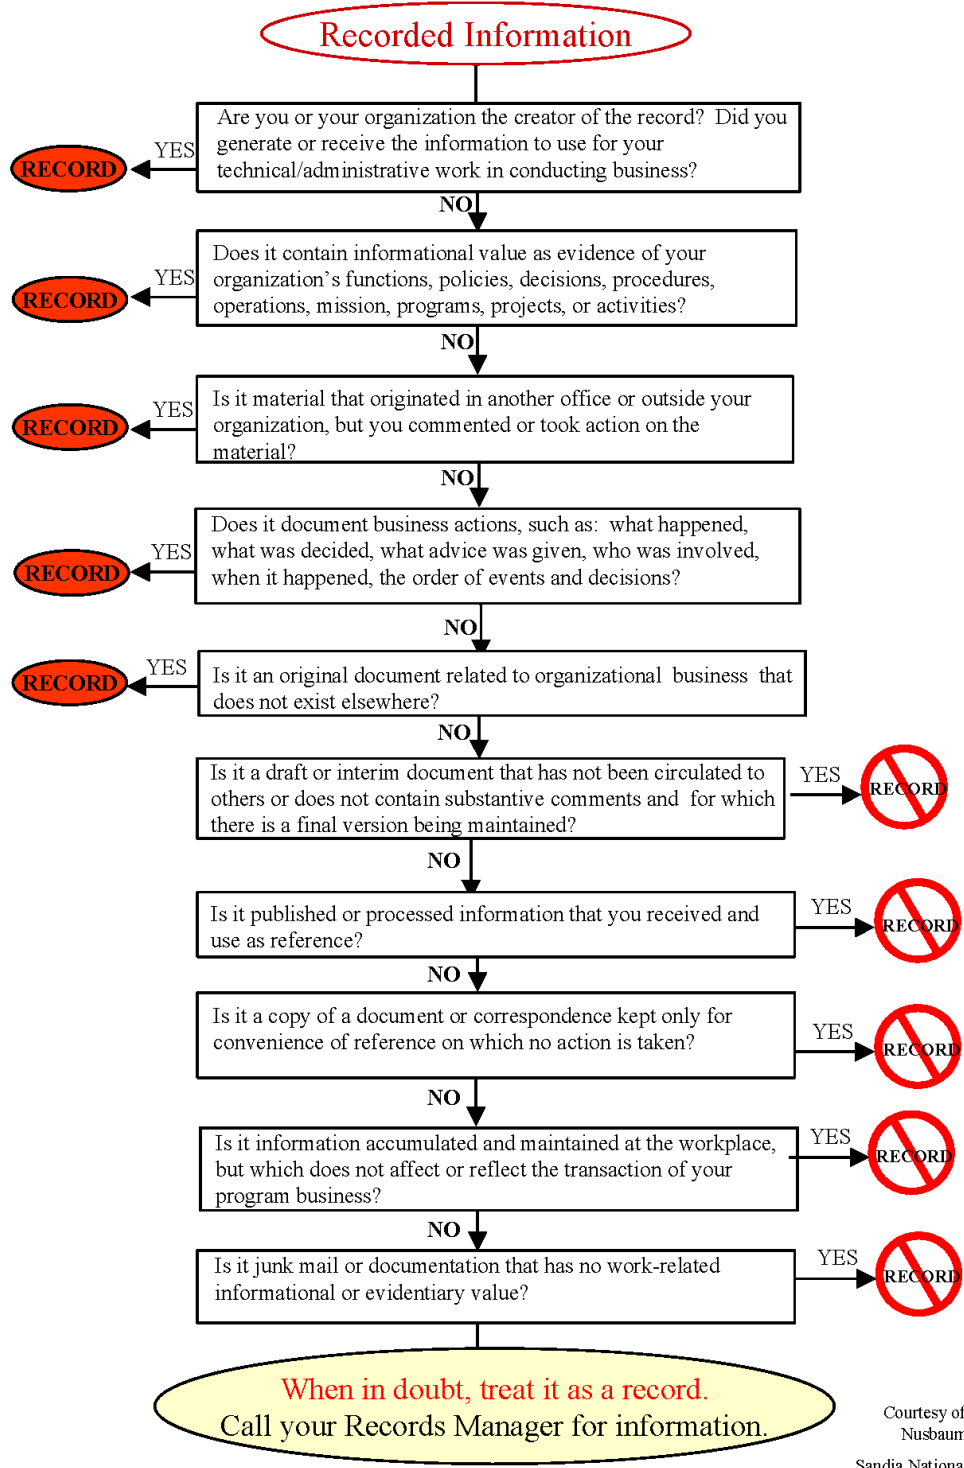 Recorded Information
Are you or your organization the creator of the record? Did you
generate or receive the information to use for your
technical/administrative work in conducting business?
YES
RECORD
NO
Does it contain informational value as evidence of your
organization's functions, policies, decisions, procedures,
operations, mission, programs, projects, or activities?
YES
RECORD
NO
Is it material that originated in another office or outside your
organization, but you commented or took action on the
material?
YES
RECORD
NO
Does it document business actions, such as: what happened,
what was decided, what advice was given, who was involved,
when it happened, the order of events and decisions?
YES
RECORD
NO
Is it an original document related to organizational business that
does not exist elsewhere?
YES
RECORD
NO
Is it a draft or interim document that has not been circulated to
others or does not contain substantive comments and for which
there is a final version being maintained?
YES
RECORD
NO
Is it published or processed information that you received and
use as reference?
YES
RECORD
NO
Is it a copy of a document or correspondence kept only for
convenience of reference on which no action is taken?
YES
RECORD
NO
Is it information accumulated and maintained at the workplace,
but which does not affect or reflect the transaction of your
program business?
YES
RECORD
NO
Is it junk mail or documentation that has no work-related
informational or evidentiary value?
YES
RECORD
When in doubt, treat it as a record.
Call your Records Manager for information.
Courtesy of
Nusbaum
Sandia National